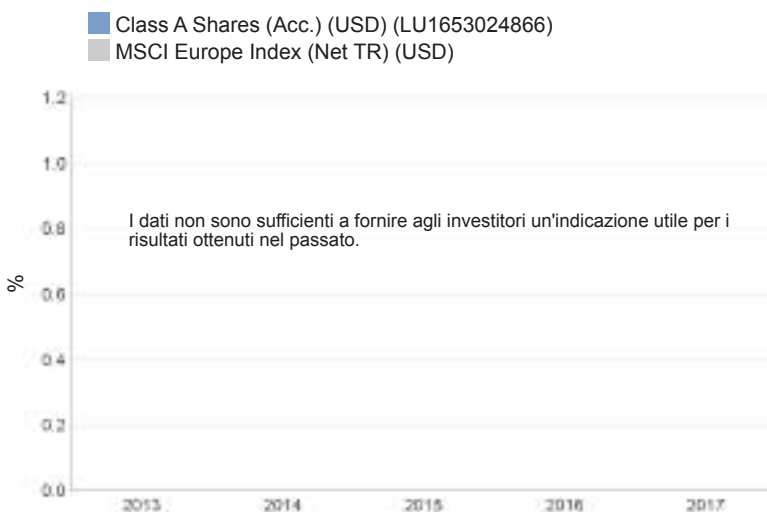 Class A Shares (Acc.) (USD) (LU1653024866)
MSCI Europe Index (Net TR) (USD)
1.2
1.0
I dati non sono sufficienti a fornire agli investitori un'indicazione utile per i
0.8
risultati ottenuti nel passato.
%
0.6
0.4
0.2
0.0
2013 2014 2015 2016 2017